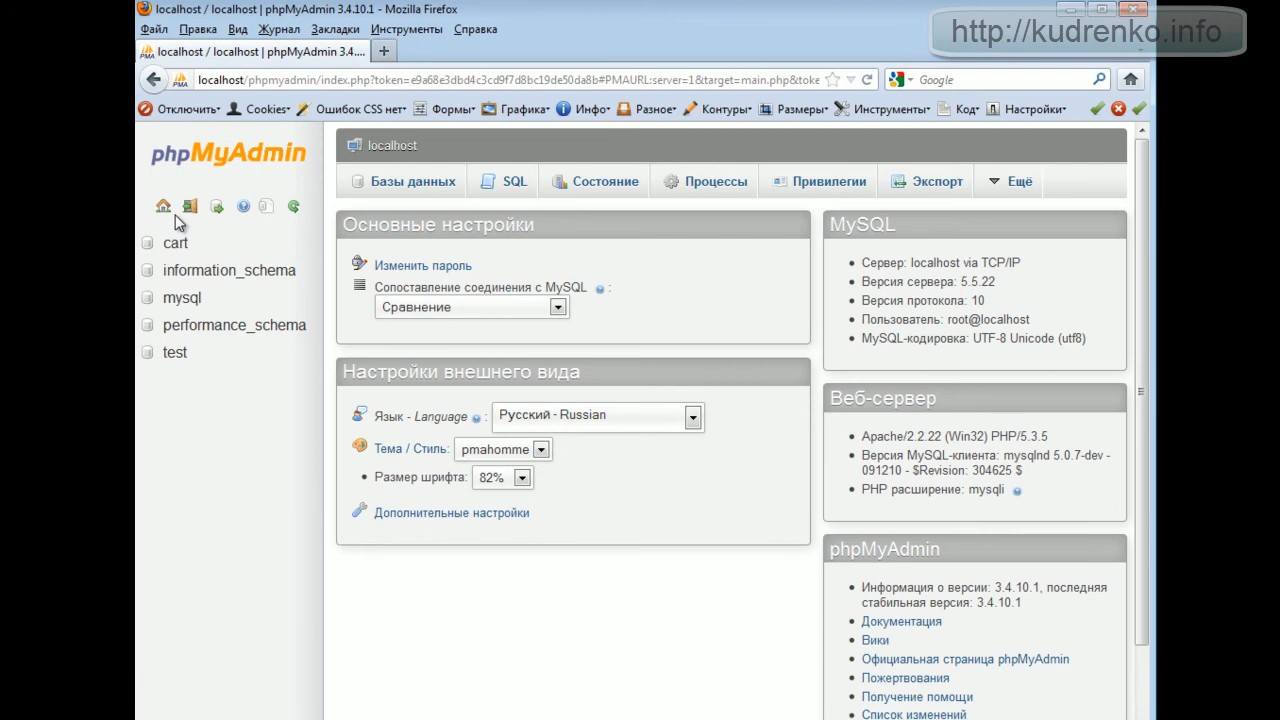 localhost / localhost | phpMyAdmin 3.4.10.1 - Mozilla Firefox
http://kudrenko.info
Файл Правка Вид Журнал Закладки Инструменты Справка
localhost / localhost | phpMyAdmin 3.4....
localhost/phpmyadmin/index.php?token=e9a68e3dbd4c3cd9f7d8bc19de50da8b#PMAURL:server=1&target=main.php&toke
Google
Отключить Cookies Ошибок CSS нет Формы Графика Инфо Разное Контуры Размеры Инструменты Код Настройки
phpMyAdmin
cart
information_schema
mysql
performance_schema
test
localhost
Базы данных SQL Состояние Процессы Привилегии Экспорт Ещё
Основные настройки
Изменить пароль
Сопоставление соединения с MySQL :
Сравнение
Настройки внешнего вида
Язык - Language : Русский - Russian
Тема / Стиль: pmahomme
Размер шрифта: 82%
Дополнительные настройки
MySQL
Сервер: localhost via TCP/IP
Версия сервера: 5.5.22
Версия протокола: 10
Пользователь: root@localhost
MySQL-кодировка: UTF-8 Unicode (utf8)
Веб-сервер
Apache/2.2.22 (Win32) PHP/5.3.5
Версия MySQL-клиента: mysqlnd 5.0.7-dev -
091210 - $Revision: 304625 $
PHP расширение: mysqli
phpMyAdmin
Информация о версии: 3.4.10.1, последняя
стабильная версия: 3.4.10.1
Документация
Вики
Официальная страница phpMyAdmin
Пожертвования
Получение помощи
Список изменений